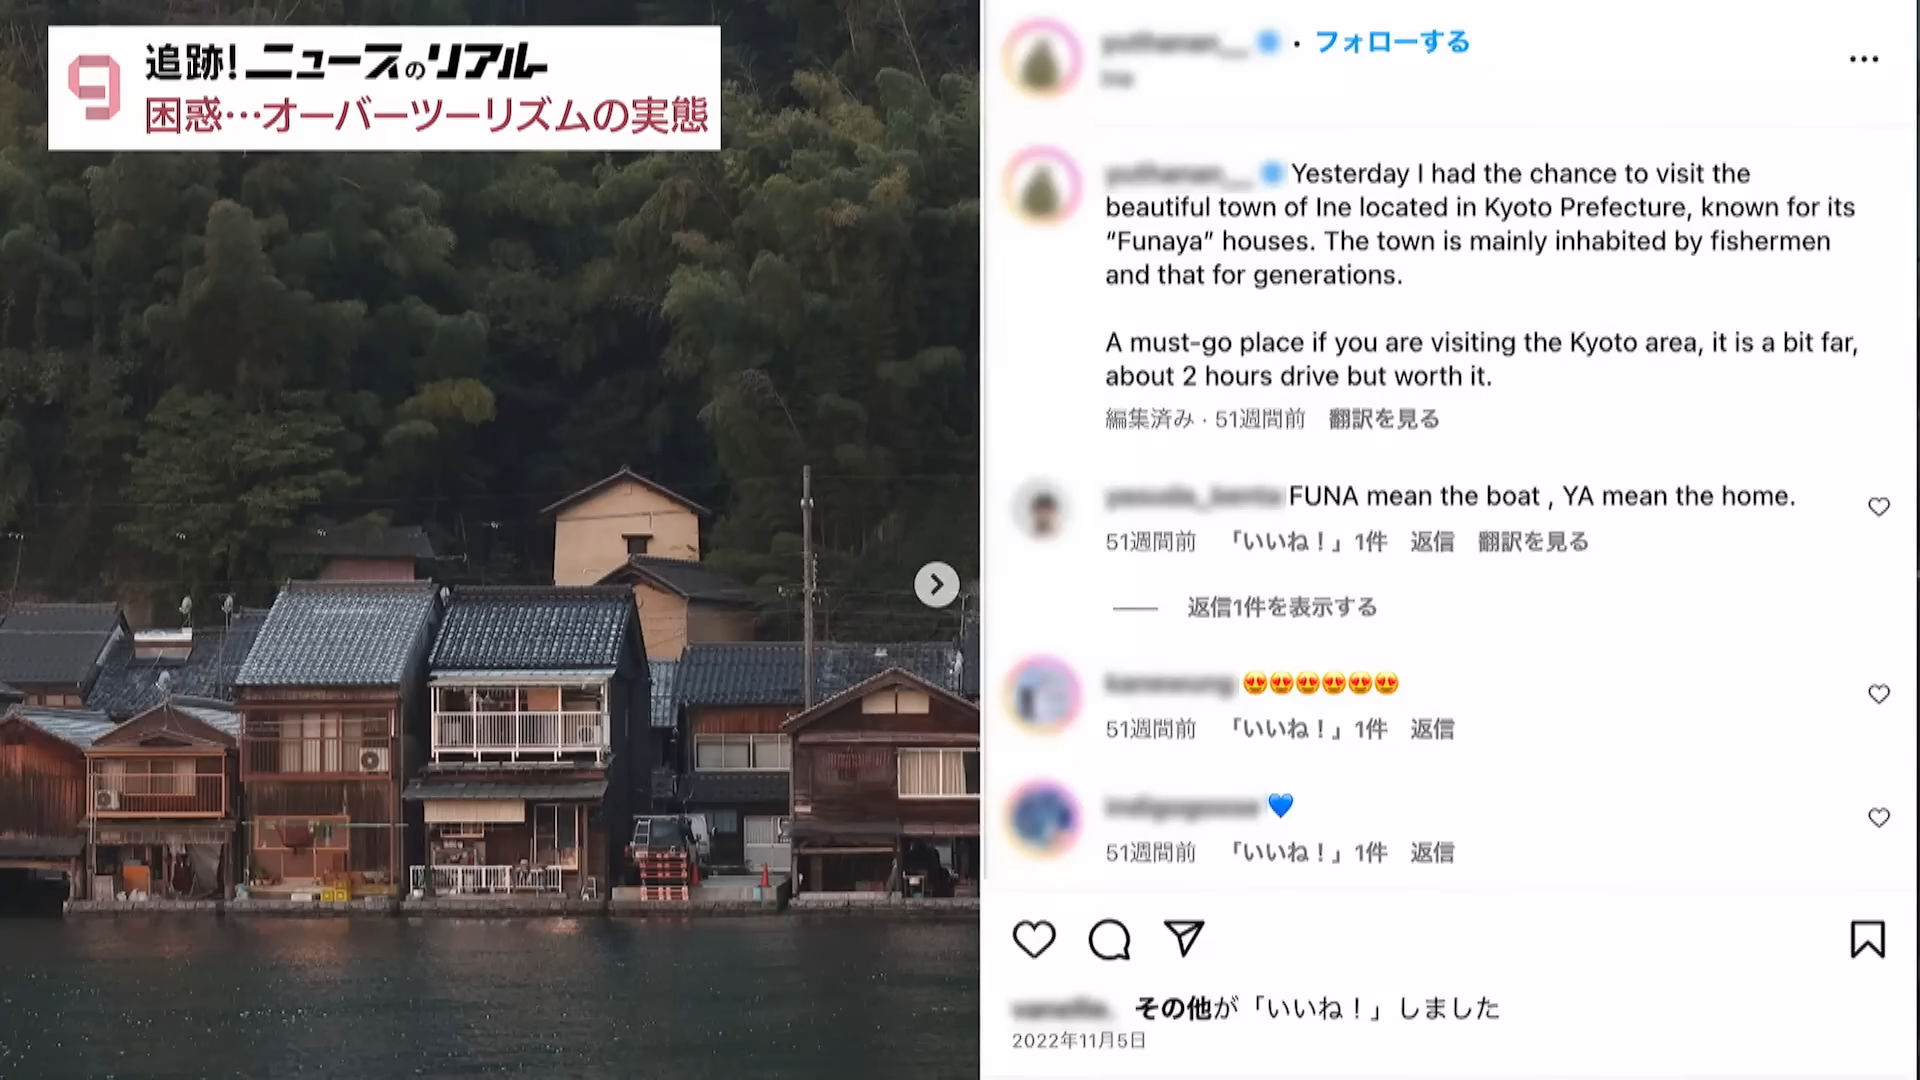 9
追跡!ニュースのリアル
困惑…オーバーツーリズムの実態
• フォローする
Ine
Yesterday I had the chance to visit the
beautiful town of Ine located in Kyoto Prefecture, known for its
“Funaya” houses. The town is mainly inhabited by fishermen
and that for generations.
A must-go place if you are visiting the Kyoto area, it is a bit far,
about 2 hours drive but worth it.
編集済み · 51週間前 翻訳を見る
FUNA mean the boat , YA mean the home.
51週間前 「いいね！」1件 返信 翻訳を見る
返信1件を表示する
😍😍😍😍😍😍
51週間前 「いいね！」1件 返信
💙
51週間前 「いいね！」1件 返信
その他が「いいね！」しました
2022年11月5日